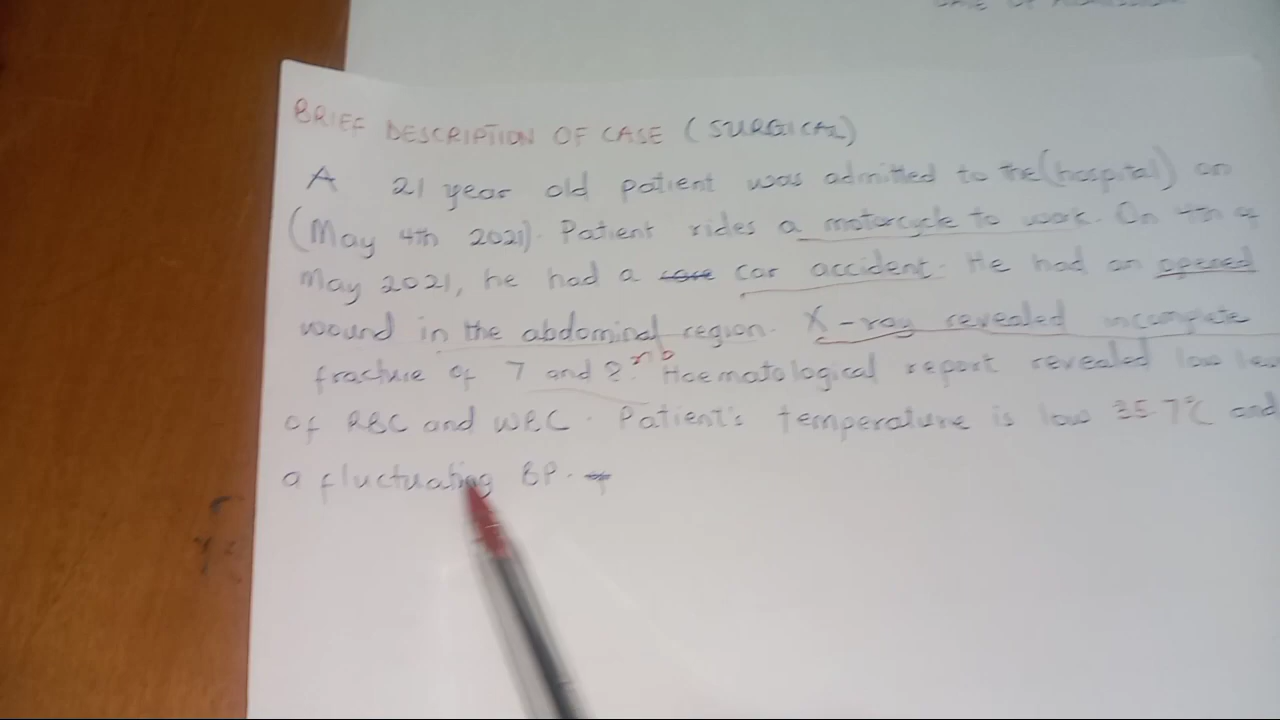 BRIEF DESCRIPTION OF CASE (SURGICAL)
A 21 year old patient was admitted to the (hospital) on
(May 4th 2021). Patient rides a motorcycle to work. On 4th of
May 2021, he had a car accident. He had an opened
wound in the abdominal region. X-ray revealed incomplete
fracture of 7 and 8 rib. Haematological report revealed low
of RBC and WBC. Patient's temperature is low 35.7°C and
a fluctuating BP.